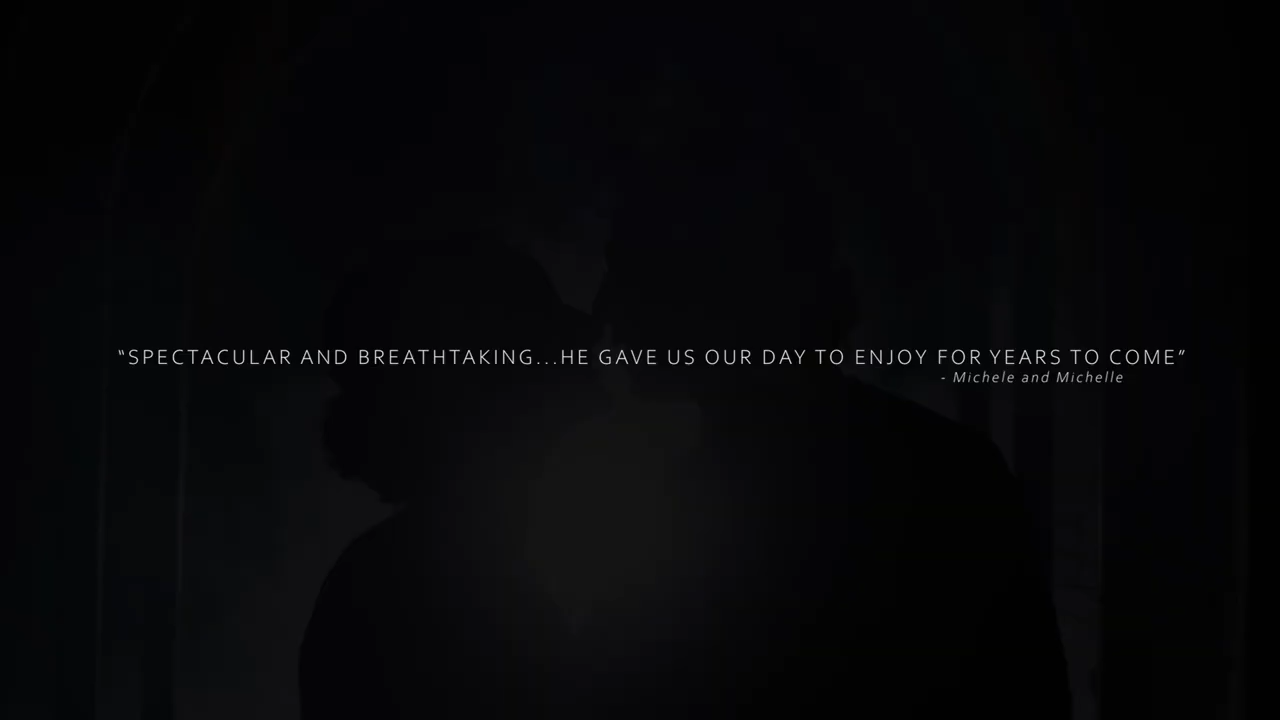 “SPECTACULAR AND BREATHTAKING...HE GAVE US OUR DAY TO ENJOY FOR YEARS TO COME”
- Michele and Michelle